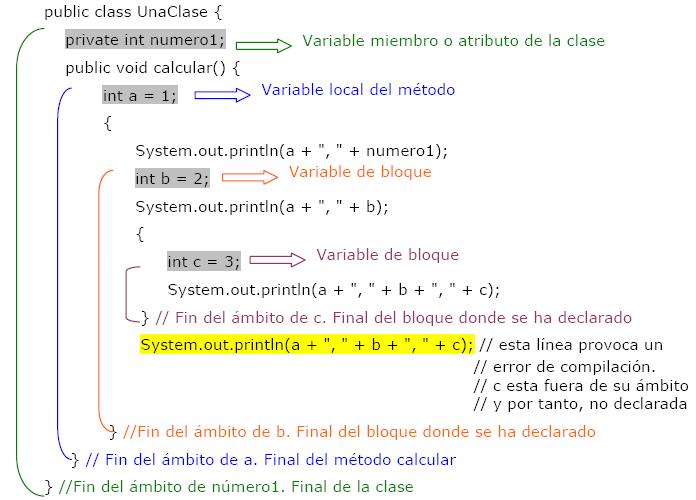 public class UnaClase {
private int numero1; Variable miembro o atributo de la clase
public void calcular() {
int a = 1; Variable local del método
{
System.out.println(a + ", " + numero1);
int b = 2; Variable de bloque
System.out.println(a + ", " + b);
{
int c = 3; Variable de bloque
System.out.println(a + ", " + b + ", " + c);
} // Fin del ámbito de c. Final del bloque donde se ha declarado
System.out.println(a + ", " + b + ", " + c); // esta línea provoca un
// error de compilación.
// c esta fuera de su ámbito
// y por tanto, no declarada
} //Fin del ámbito de b. Final del bloque donde se ha declarado
} // Fin del ámbito de a. Final del método calcular
} //Fin del ámbito de número1. Final de la clase